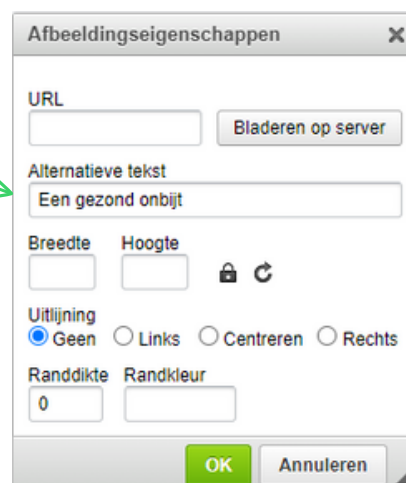 Afbeeldingseigenschappen
URL
Bladeren op server
Alternatieve tekst
Een gezond onbijt
Breedte Hoogte
Uitlijning
Geen Links Centreren Rechts
Randdikte Randkleur
0
OK Annuleren